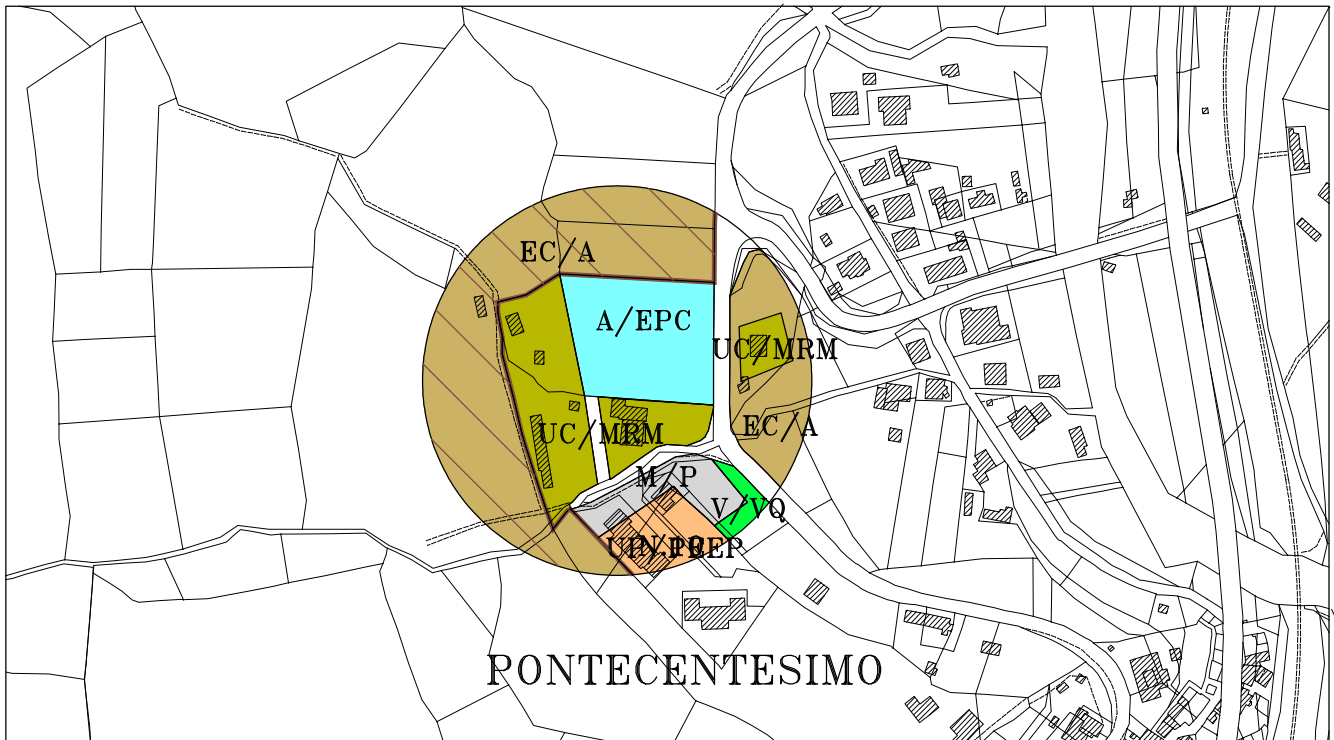 EC/A
A/EPC
UC/MRM
EC/A
UC/MRM
M/P
V/VQ
PONTECENTESIMO